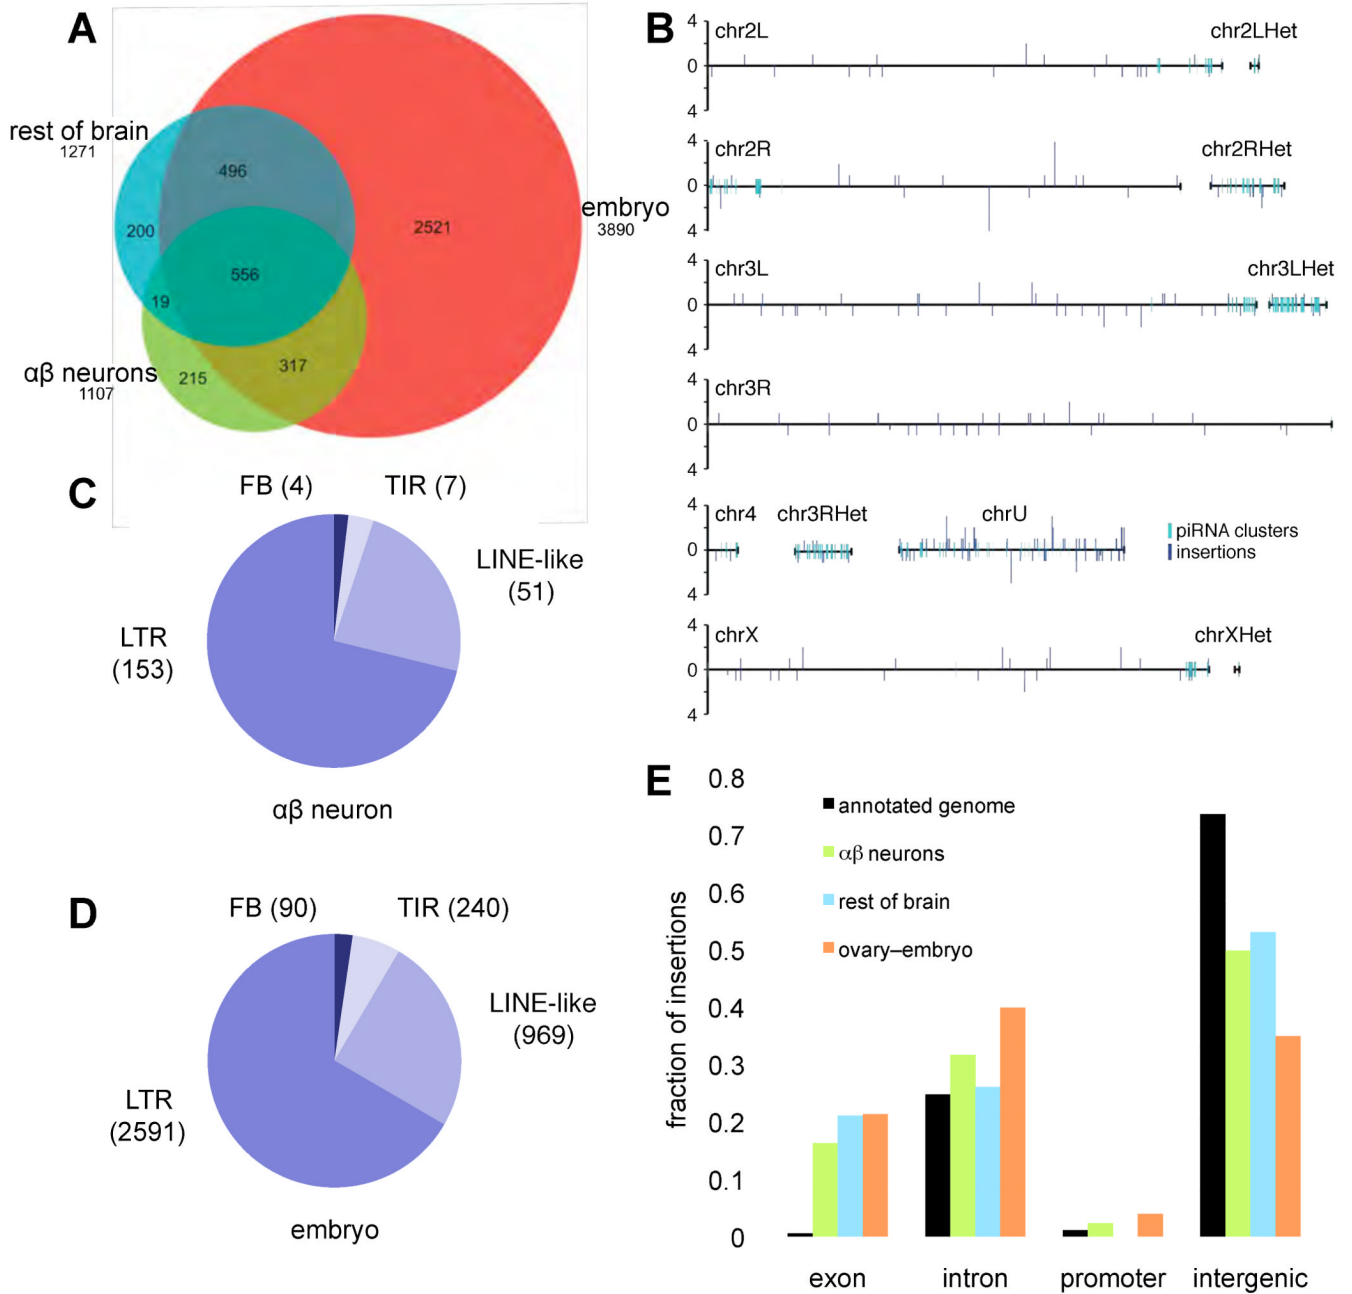 A
rest of brain
1271
496
200
2521
embryo
3890
556
19
αβ neurons
1107
215
317
B
4
chr2L
chr2LHet
0
4
4
chr2R
chr2RHet
0
4
4
chr3L
chr3LHet
0
4
4
chr3R
0
4
4
chr4
chr3RHet
chrU
0
piRNA clusters
insertions
4
4
chrX
chrXHet
0
4
C
FB (4)
TIR (7)
LINE-like
(51)
LTR
(153)
αβ neuron
D
FB (90)
TIR (240)
LINE-like
(969)
LTR
(2591)
embryo
E
0.8
0.7
0.6
0.5
0.4
0.3
0.2
0.1
0
fraction of insertions
annotated genome
αβ neurons
rest of brain
ovary–embryo
exon
intron
promoter
intergenic